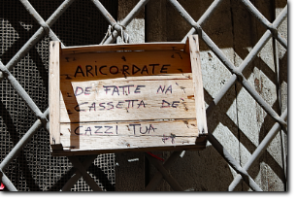 ARICORDATE
DE FATTE NA
CASSETTA DE
CAZZI TUA